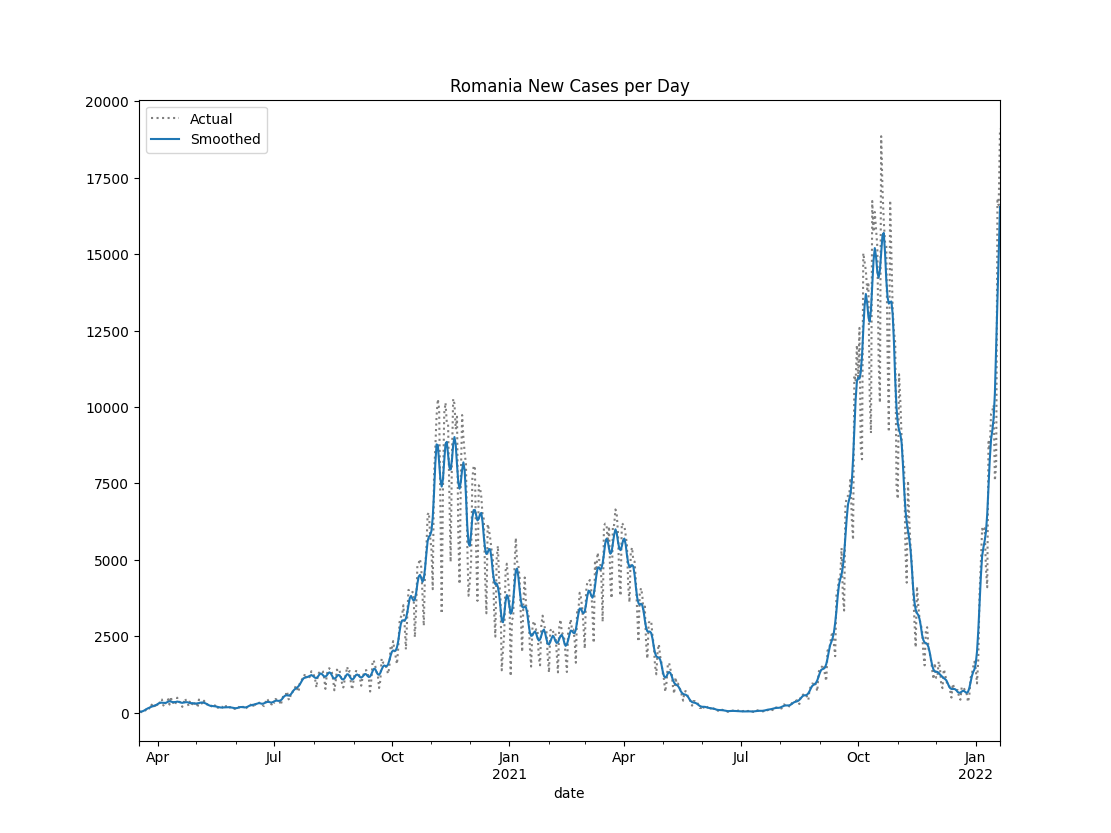 Romania New Cases per Day
Actual
Smoothed
20000
17500
15000
12500
10000
7500
5000
2500
0
Apr Jul Oct Jan Apr Jul Oct Jan
2021 2022
date